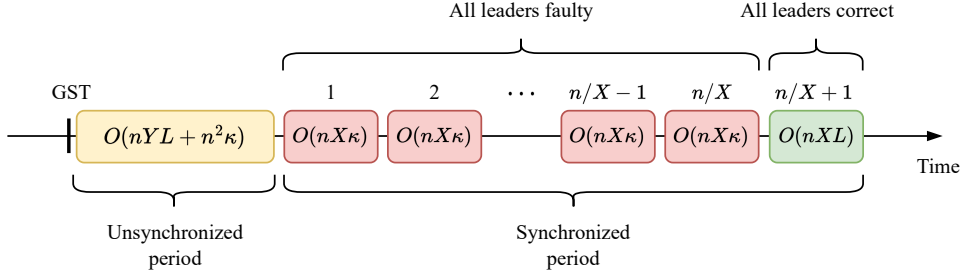 All leaders faulty
All leaders correct
GST
1
2
⋯
n/X − 1
n/X
n/X + 1
O(nYL + n²κ)
O(nXκ)
O(nXκ)
O(nXκ)
O(nXκ)
O(nXL)
Time
Unsynchronized
period
Synchronized
period